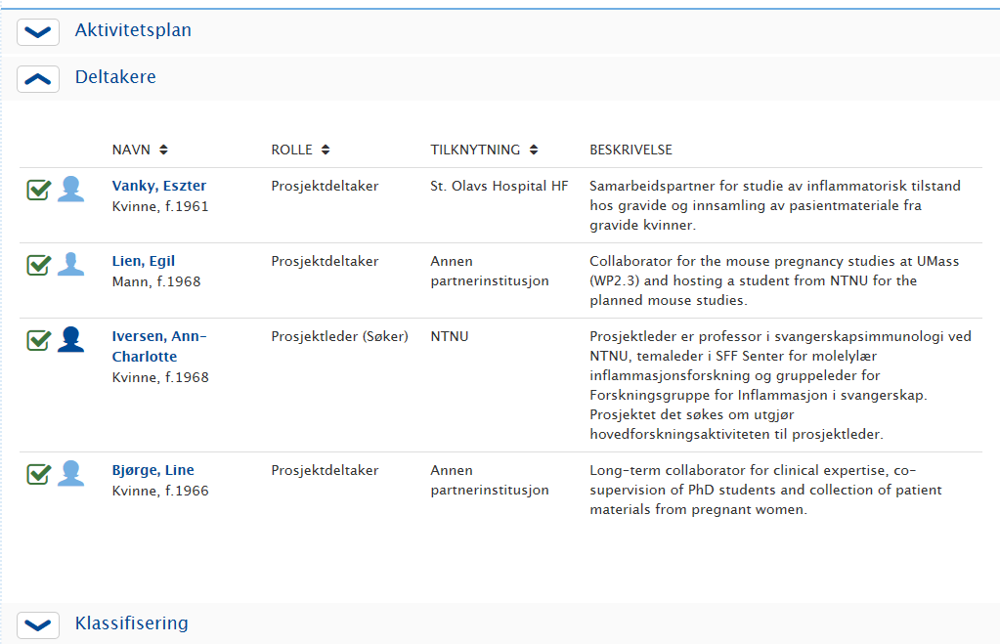 Aktivitetsplan
Deltakere
NAVN ROLLE TILKNYTNING BESKRIVELSE
Vanky, Eszter Prosjektdeltaker St. Olavs Hospital HF Samarbeidspartner for studie av inflammatorisk tilstand
Kvinne, f.1961 hos gravide og innsamling av pasientmateriale fra
gravide kvinner.
Lien, Egil Prosjektdeltaker Annen Collaborator for the mouse pregnancy studies at UMass
Mann, f.1968 partnerinstitusjon (WP2.3) and hosting a student from NTNU for the
planned mouse studies.
Iversen, Ann- Prosjektleder (Søker) NTNU Prosjektleder er professor i svangerskapsimmunologi ved
Charlotte NTNU, temaleder i SFF Senter for molelylær
Kvinne, f.1968 inflammasjonsforskning og gruppeleder for
Forskningsgruppe for Inflammasjon i svangerskap.
Prosjektet det søkes om utgjør
hovedforskningsaktiviteten til prosjektleder.
Bjørge, Line Prosjektdeltaker Annen Long-term collaborator for clinical expertise, co-
Kvinne, f.1966 partnerinstitusjon supervision of PhD students and collection of patient
materials from pregnant women.
Klassifisering